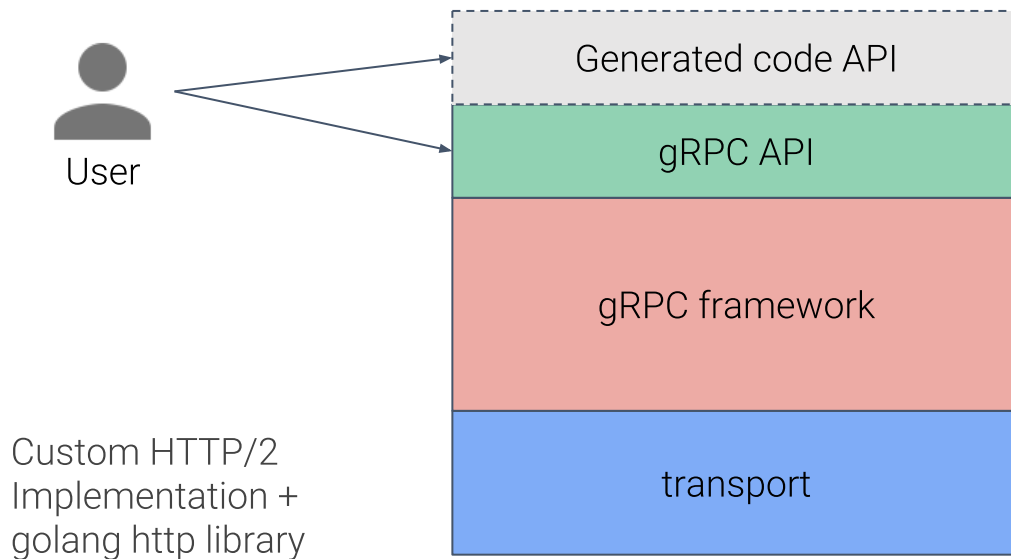 Generated code API
gRPC API
User
gRPC framework
Custom HTTP/2
Implementation +
golang http library
transport